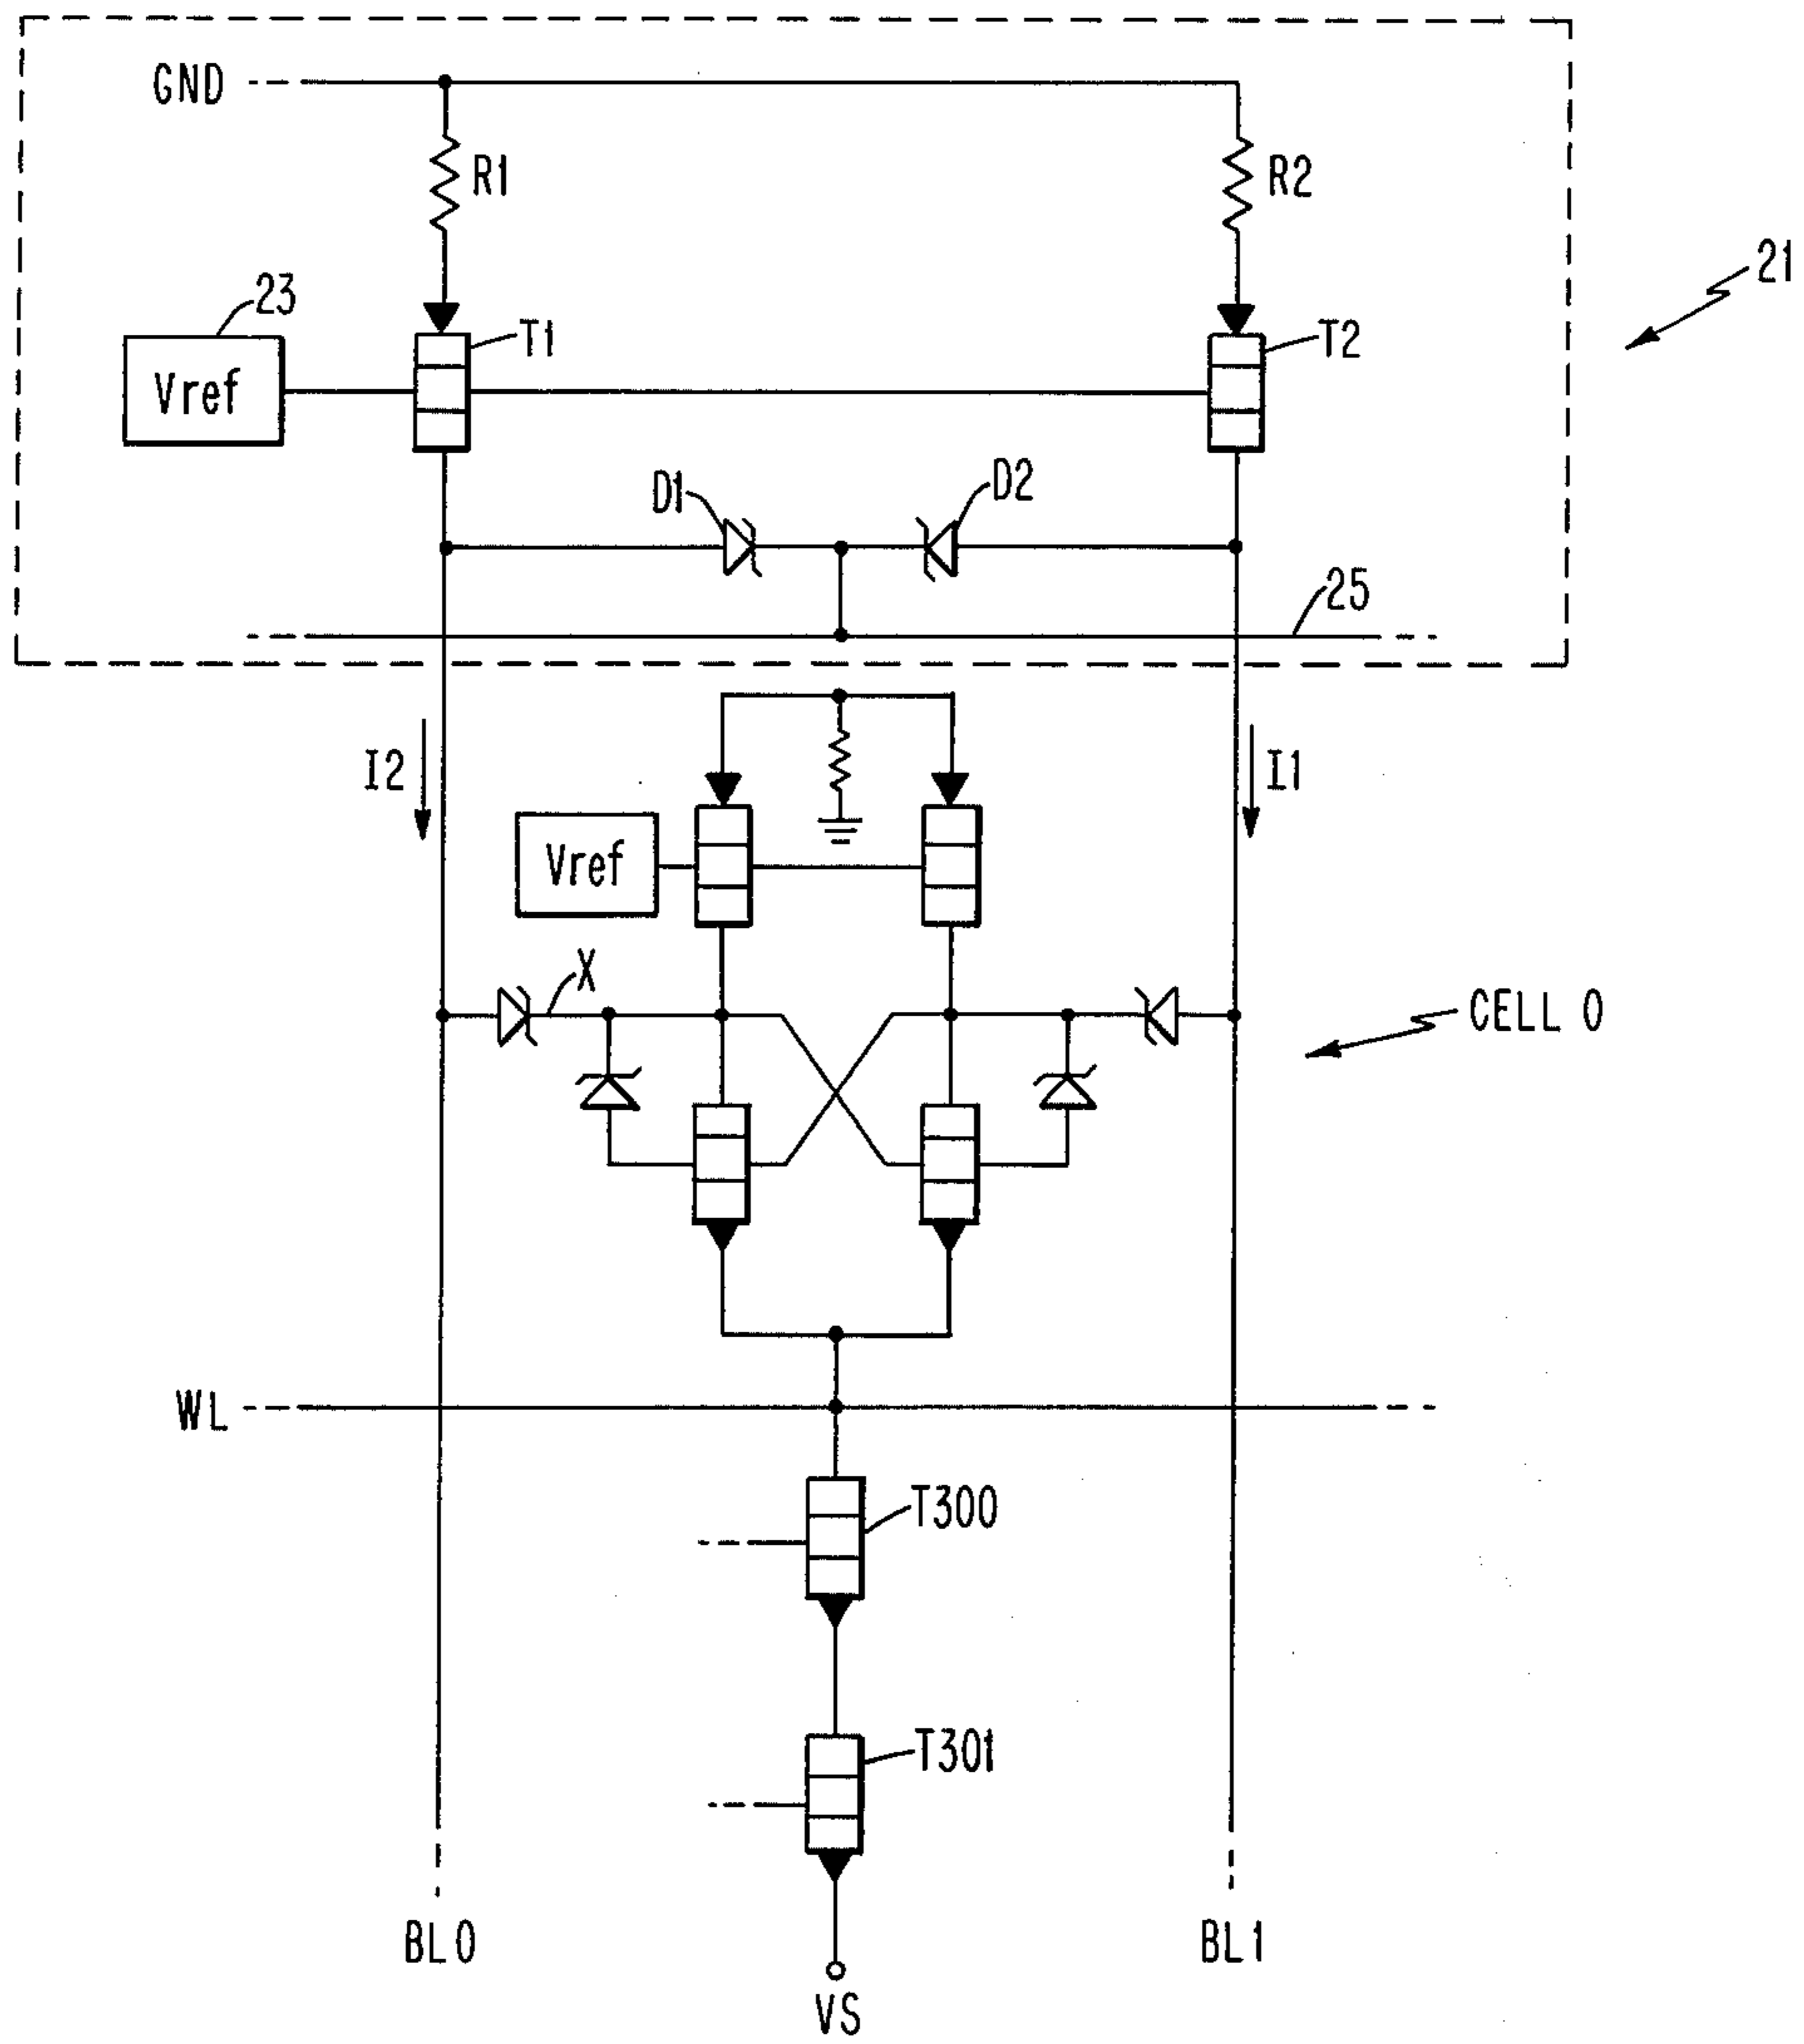 GND
R1
R2
21
23
T1
T2
Vref
D1
D2
25
I2
I1
Vref
X
CELL 0
WL
T300
T301
BL0
BL1
VS